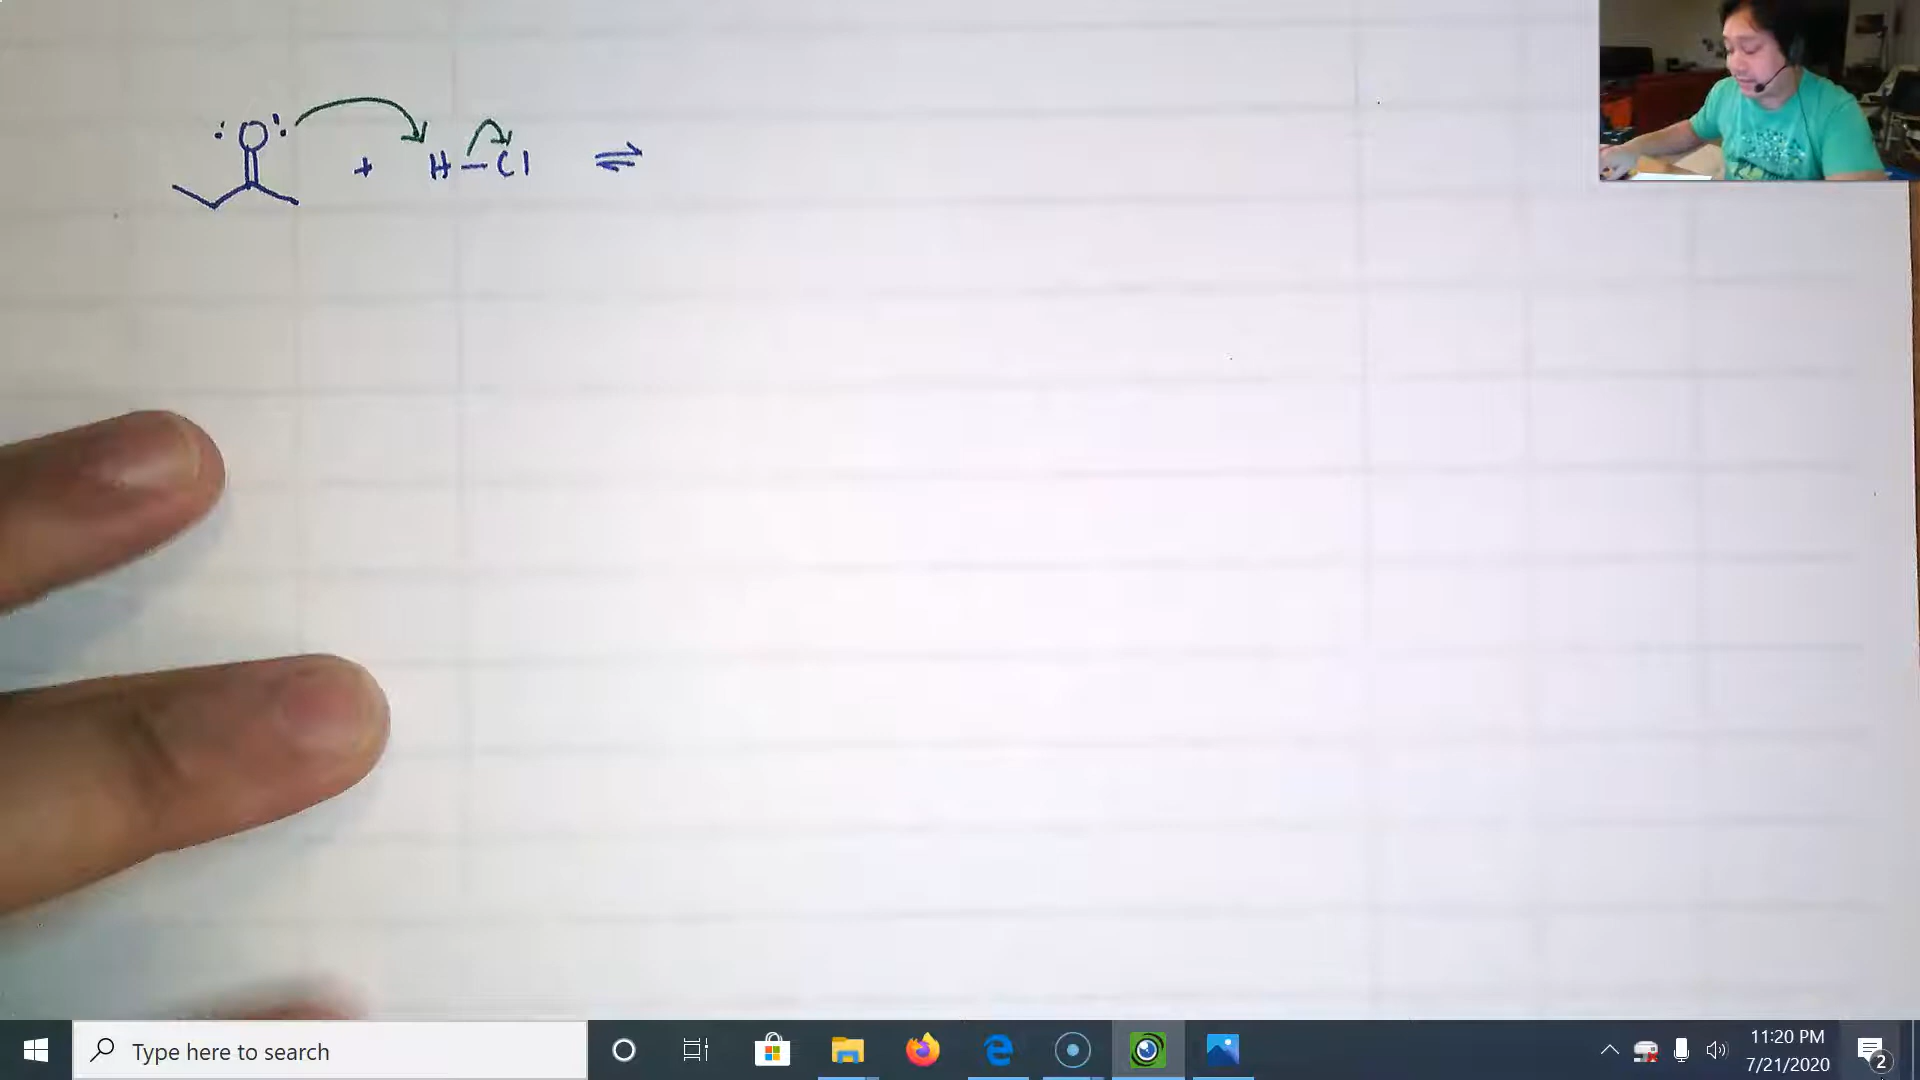 :O: + H-Cl ⇌
Type here to search
11:20 PM
7/21/2020
2